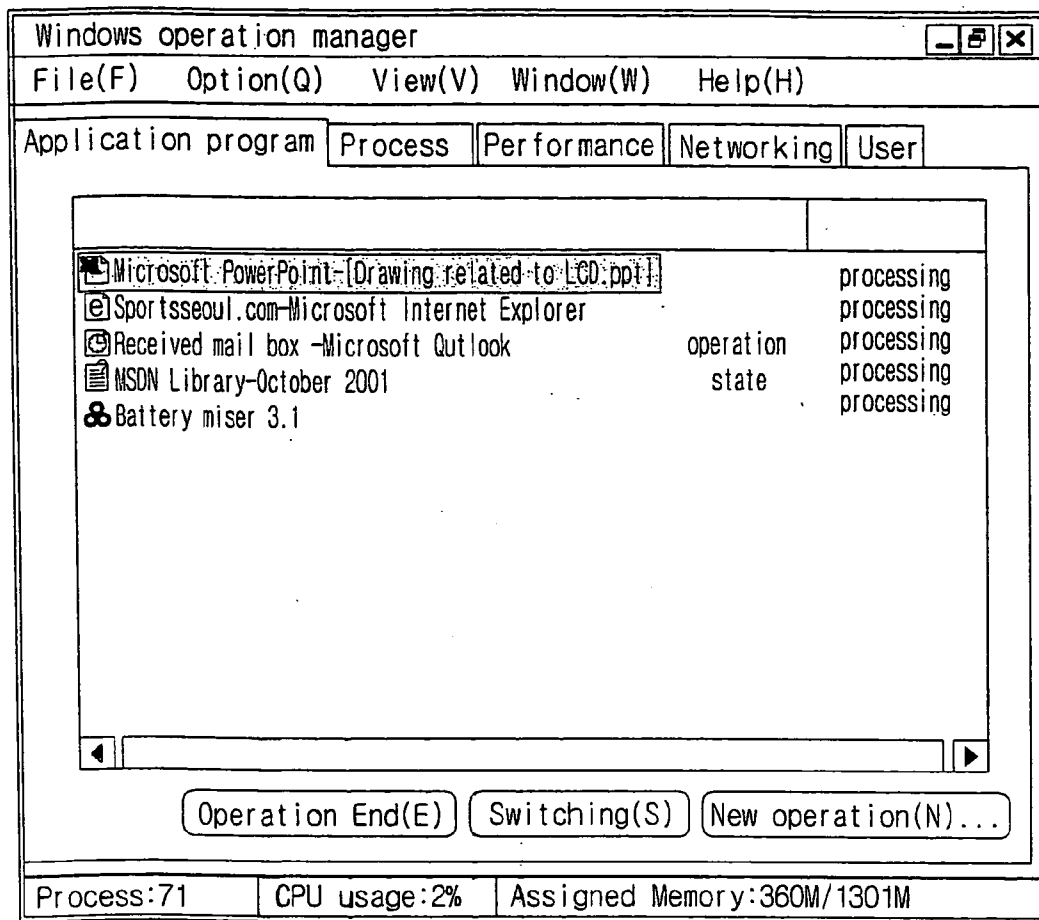 Windows operation manager
File(F) Option(Q) View(V) Window(W) Help(H)
Application program Process Performance Networking User
Microsoft PowerPoint-[Drawing related to LCD.ppt] processing
Sportsseoul.com-Microsoft Internet Explorer processing
Received mail box -Microsoft Qutlook operation processing
MSDN Library-October 2001 state processing
Battery miser 3.1 processing
Operation End(E) Switching(S) New operation(N)...
Process:71 CPU usage:2% Assigned Memory:360M/1301M